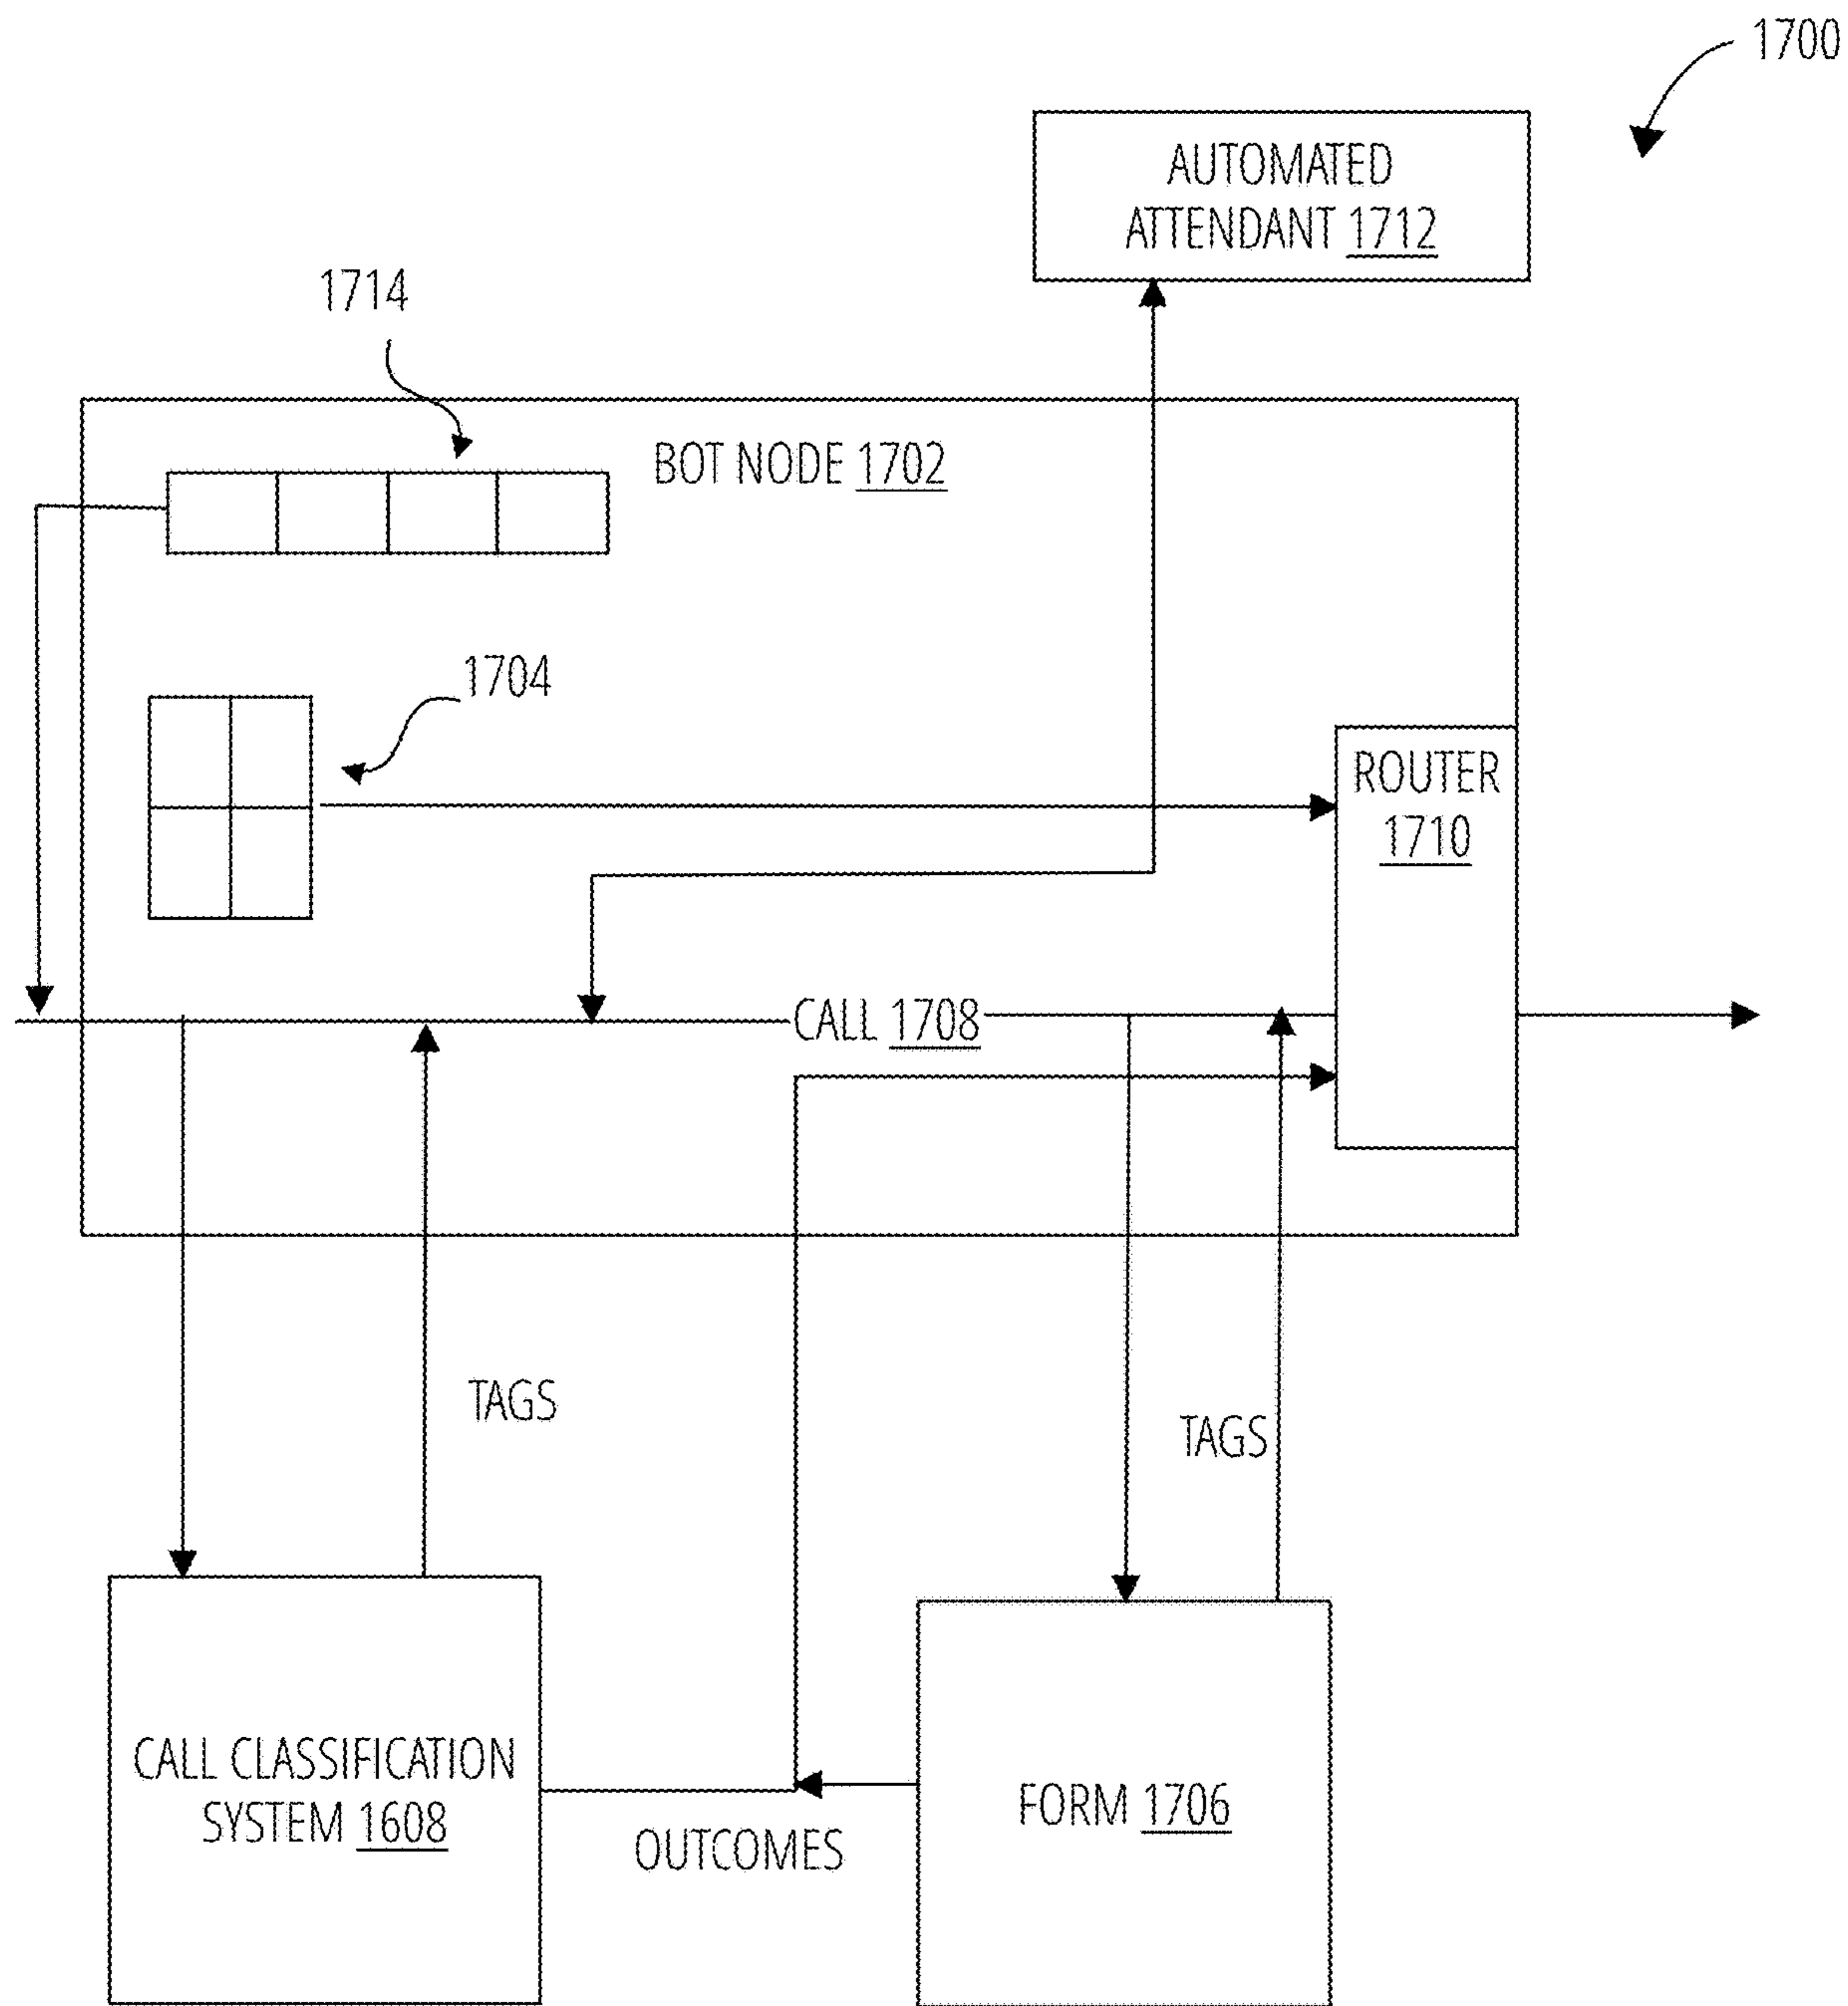 1700
AUTOMATED
ATTENDANT 1712
1714
BOT NODE 1702
1704
ROUTER
1710
CALL 1708
TAGS
TAGS
CALL CLASSIFICATION
SYSTEM 1608
OUTCOMES
FORM 1706